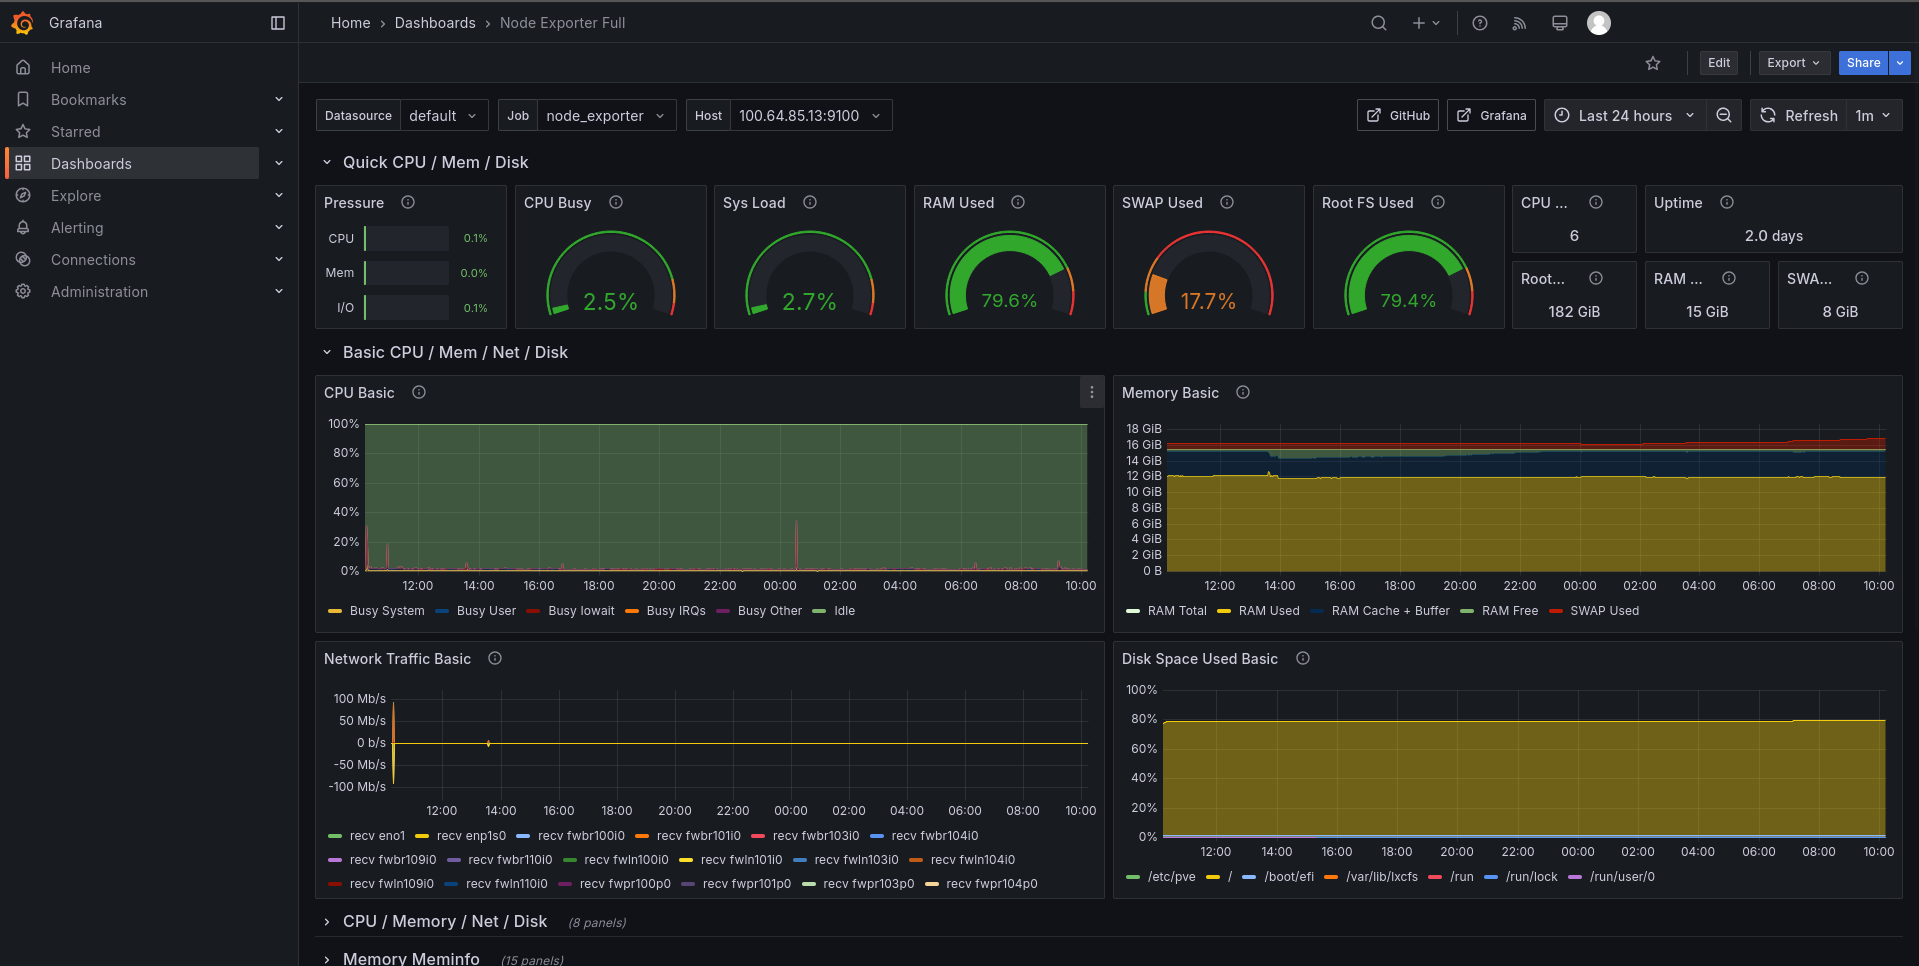 Grafana
Home › Dashboards › Node Exporter Full
Home
Bookmarks
Starred
Dashboards
Explore
Alerting
Connections
Administration
Edit
Export
Share
Datasource default
Job node_exporter
Host 100.64.85.13:9100
GitHub
Grafana
Last 24 hours
Refresh 1m
Quick CPU / Mem / Disk
Pressure
CPU 0.1%
Mem 0.0%
I/O 0.1%
CPU Busy
2.5%
Sys Load
2.7%
RAM Used
79.6%
SWAP Used
17.7%
Root FS Used
79.4%
CPU ...
6
Uptime
2.0 days
Root...
182 GiB
RAM ...
15 GiB
SWA...
8 GiB
Basic CPU / Mem / Net / Disk
CPU Basic
100%
80%
60%
40%
20%
0%
12:00 14:00 16:00 18:00 20:00 22:00 00:00 02:00 04:00 06:00 08:00 10:00
Busy System Busy User Busy Iowait Busy IRQs Busy Other Idle
Memory Basic
18 GiB
16 GiB
14 GiB
12 GiB
10 GiB
8 GiB
6 GiB
4 GiB
2 GiB
0 B
12:00 14:00 16:00 18:00 20:00 22:00 00:00 02:00 04:00 06:00 08:00 10:00
RAM Total RAM Used RAM Cache + Buffer RAM Free SWAP Used
Network Traffic Basic
100 Mb/s
50 Mb/s
0 b/s
-50 Mb/s
-100 Mb/s
12:00 14:00 16:00 18:00 20:00 22:00 00:00 02:00 04:00 06:00 08:00 10:00
recv eno1 recv enp1s0 recv fwbr100i0 recv fwbr101i0 recv fwbr103i0 recv fwbr104i0
recv fwbr109i0 recv fwbr110i0 recv fwln100i0 recv fwln101i0 recv fwln103i0 recv fwln104i0
recv fwln109i0 recv fwln110i0 recv fwpr100p0 recv fwpr101p0 recv fwpr103p0 recv fwpr104p0
Disk Space Used Basic
100%
80%
60%
40%
20%
0%
12:00 14:00 16:00 18:00 20:00 22:00 00:00 02:00 04:00 06:00 08:00 10:00
/etc/pve / /boot/efi /var/lib/lxcfs /run /run/lock /run/user/0
CPU / Memory / Net / Disk (8 panels)
Memory Meminfo (15 panels)